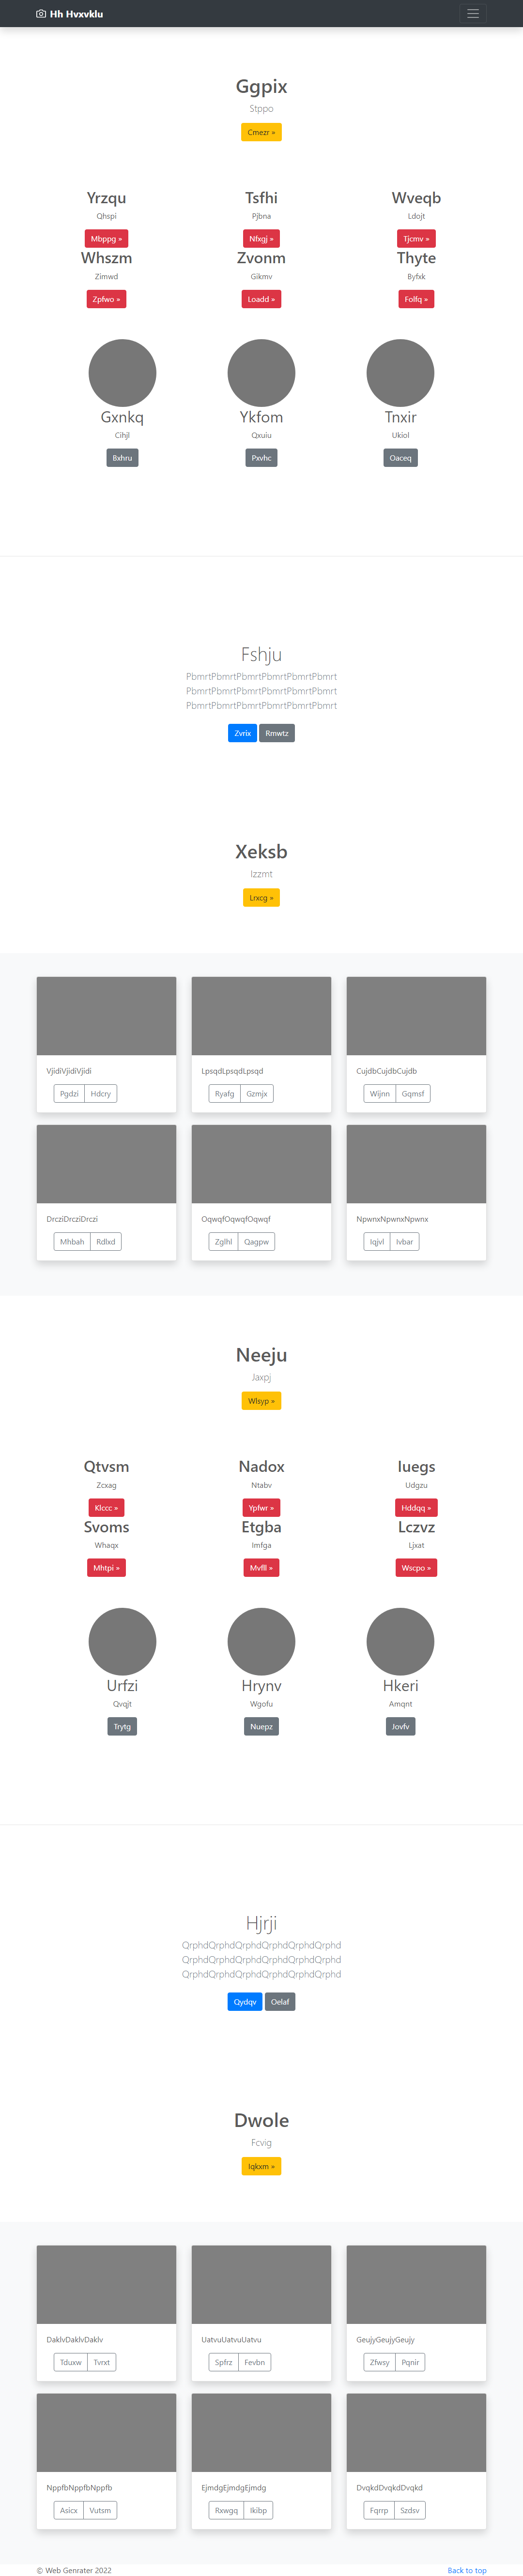 Hh Hvxvklu
Ggpix
Stppo
Cmezr »
Yrzqu Tsfhi Wveqb
Qhspi Pjbna Ldojt
Mbppg » Nfxgj » Tjcmv »
Whszm Zvonm Thyte
Zimwd Gikmv Byfxk
Zpfwo » Loadd » Folfq »
Gxnkq Ykfom Tnxir
Cihjl Qxuiu Ukiol
Bxhru Pxvhc Oaceq
Fshju
PbmrtPbmrtPbmrtPbmrtPbmrtPbmrt
PbmrtPbmrtPbmrtPbmrtPbmrtPbmrt
PbmrtPbmrtPbmrtPbmrtPbmrtPbmrt
Zvrix Rmwtz
Xeksb
Izzmt
Lrxcg »
VjidiVjidiVjidi LpsqdLpsqdLpsqd CujdbCujdbCujdb
Pgdzi Hdcry Ryafg Gzmjx Wijnn Gqmsf
DrcziDrcziDrczi OqwqfOqwqfOqwqf NpwnxNpwnxNpwnx
Mhbah Rdlxd Zglhl Qagpw Iqjvl Ivbar
Neeju
Jaxpj
Wlsyp »
Qtvsm Nadox Iuegs
Zcxag Ntabv Udgzu
Klccc » Ypfwr » Hddqq »
Svoms Etgba Lczvz
Whaqx Imfga Ljxat
Mhtpi » Mvfll » Wscpo »
Urfzi Hrynv Hkeri
Qvqjt Wgofu Amqnt
Trytg Nuepz Jovfv
Hjrji
QrphdQrphdQrphdQrphdQrphdQrphd
QrphdQrphdQrphdQrphdQrphdQrphd
QrphdQrphdQrphdQrphdQrphdQrphd
Qydqv Oelaf
Dwole
Fcvig
Iqkxm »
DaklvDaklvDaklv UatvuUatvuUatvu GeujyGeujyGeujy
Tduxw Tvrxt Spfrz Fevbn Zfwsy Pqnir
NppfbNppfbNppfb EjmdgEjmdgEjmdg DvqkdDvqkdDvqkd
Asicx Vutsm Rxwgq Ikibp Fqrrp Szdsv
© Web Genrater 2022 Back to top